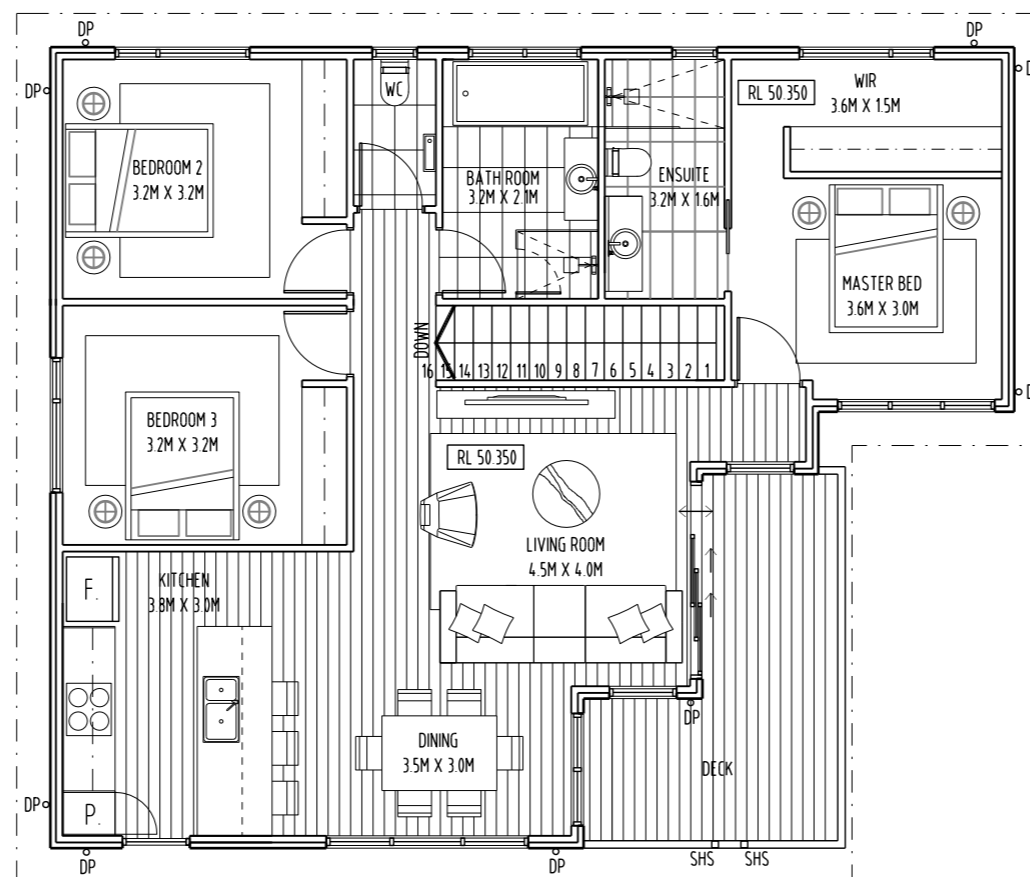 DP
DP
DP
D
WC
WIR
3.6M X 1.5M
RL 50.350
BEDROOM 2
3.2M X 3.2M
BATH ROOM
3.2M X 2.1M
ENSUITE
3.2M X 1.6M
MASTER BED
3.6M X 3.0M
DOWN
16 15 14 13 12 11 10 9 8 7 6 5 4 3 2 1
D
BEDROOM 3
3.2M X 3.2M
RL 50.350
LIVING ROOM
4.5M X 4.0M
F.
KITCHEN
3.8M X 3.0M
DP
DINING
3.5M X 3.0M
DECK
DP
P.
DP
DP
SHS
SHS